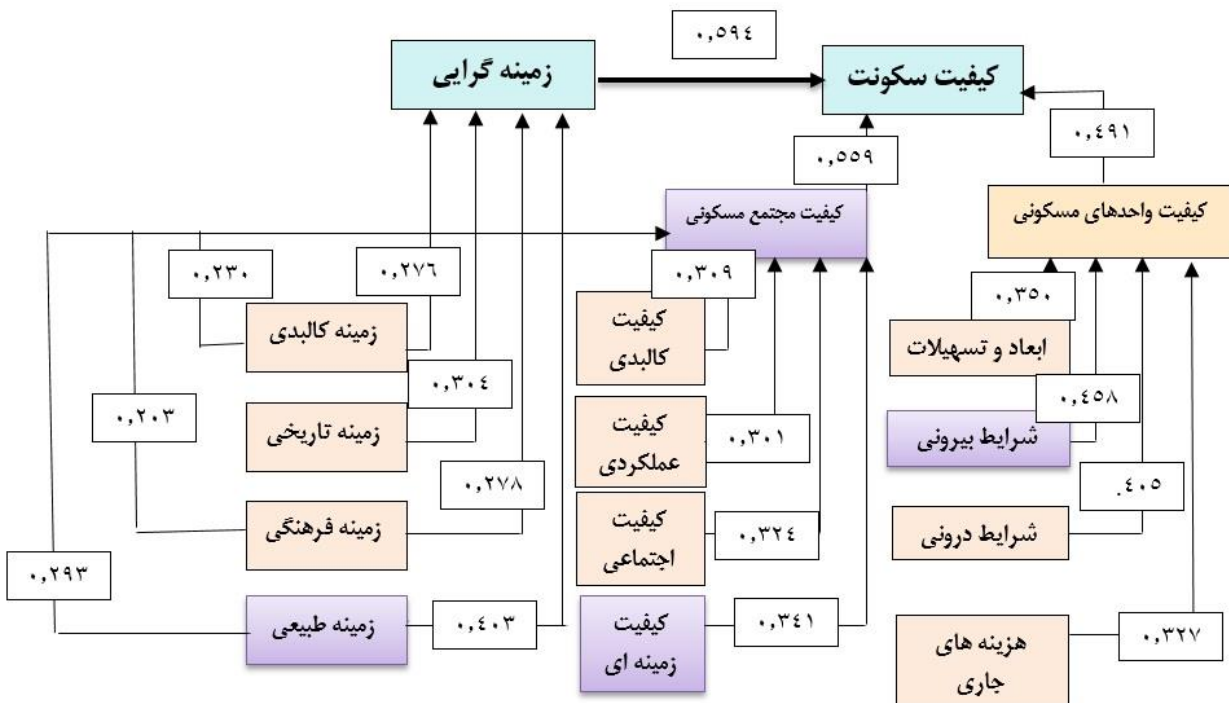 ۰,۵۹٤
کیفیت سکونت
زمینه گرایی
۰,٤۹۱
۰,۵۵۹
کیفیت واحدهای مسکونی
کیفیت مجتمع مسکونی
۰,۳۰۹
۰,۲۷٦
۰,۲۳۰
۰,۳۵۰
ابعاد و تسهیلات
کیفیت
کالبدی
زمینه کالبدی
۰,٤۵۸
۰,۳۰٤
۰,۲۰۳
شرایط بیرونی
کیفیت
عملکردی
۰,۳۰۱
زمینه تاریخی
.٤۰۵
۰,۲۷۸
شرایط درونی
کیفیت
اجتماعی
۰,۳۲٤
زمینه فرهنگی
۰,۲۹۳
هزینه های
جاری
۰,۳۲۷
کیفیت
زمینه ای
۰,۳٤۱
زمینه طبیعی
۰,٤۰۳